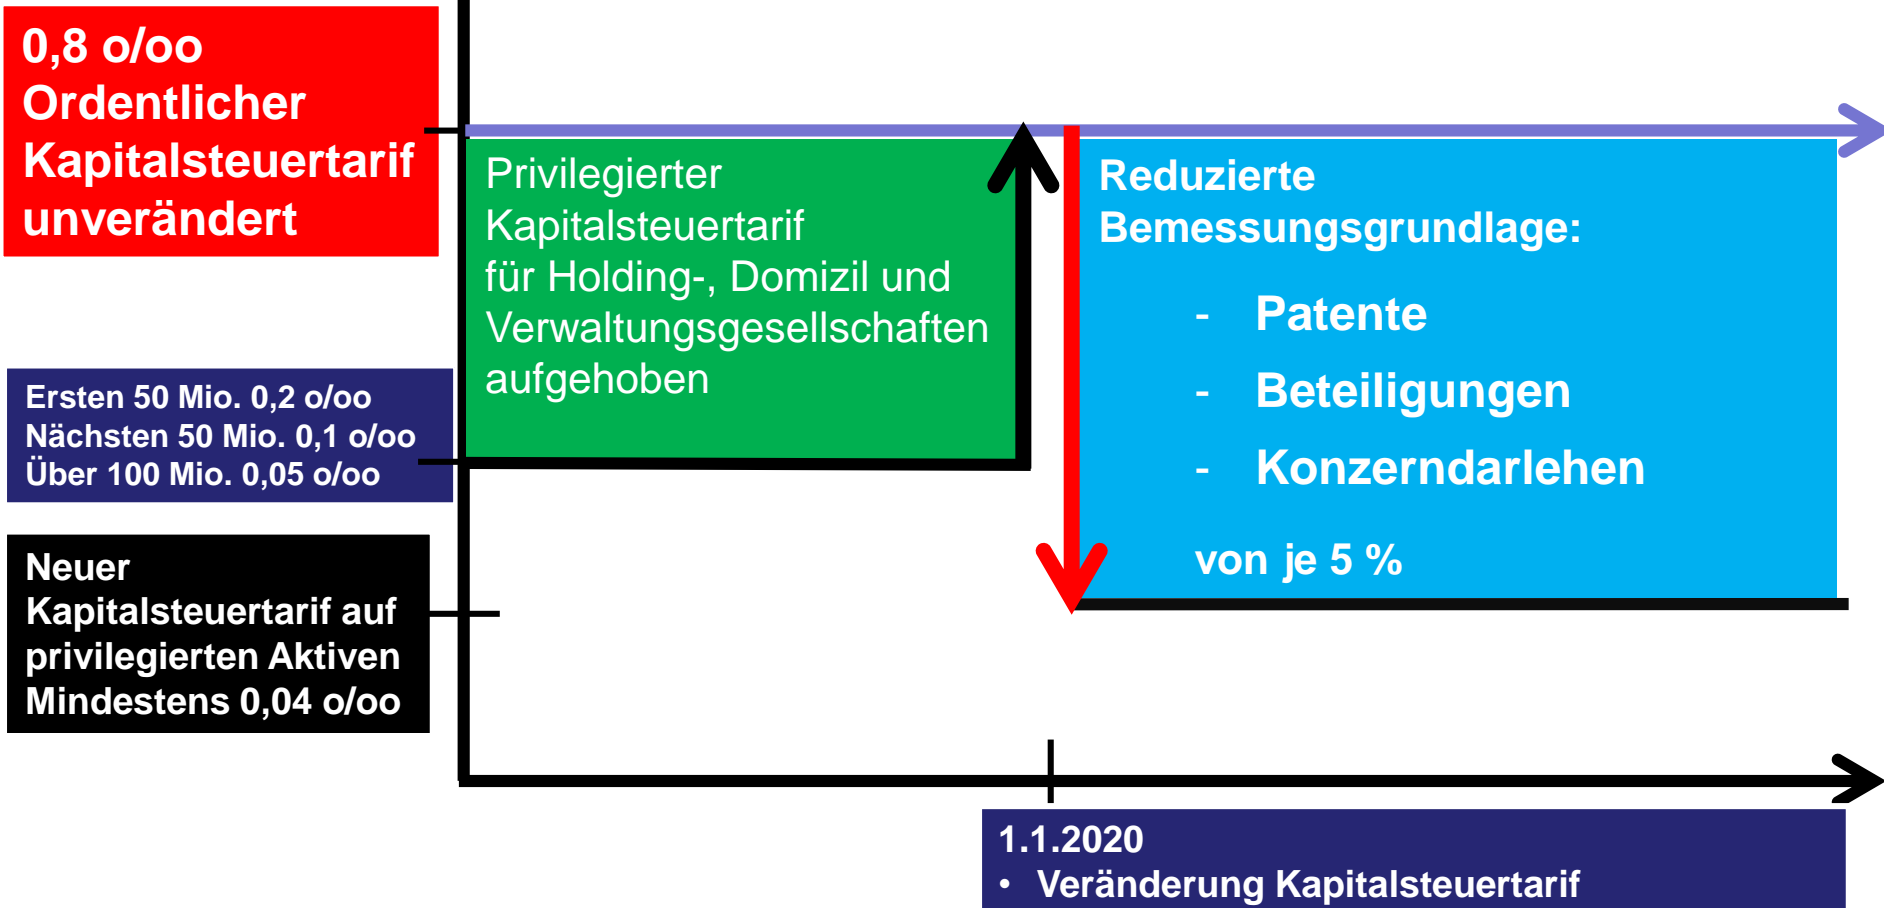 0,8 o/oo
Ordentlicher
Kapitalsteuertarif
unverändert
Privilegierter
Kapitalsteuertarif
für Holding-, Domizil und
Verwaltungsgesellschaften
aufgehoben
Reduzierte
Bemessungsgrundlage:
- Patente
- Beteiligungen
- Konzerndarlehen
von je 5 %
Ersten 50 Mio. 0,2 o/oo
Nächsten 50 Mio. 0,1 o/oo
Über 100 Mio. 0,05 o/oo
Neuer
Kapitalsteuertarif auf
privilegierten Aktiven
Mindestens 0,04 o/oo
1.1.2020
• Veränderung Kapitalsteuertarif